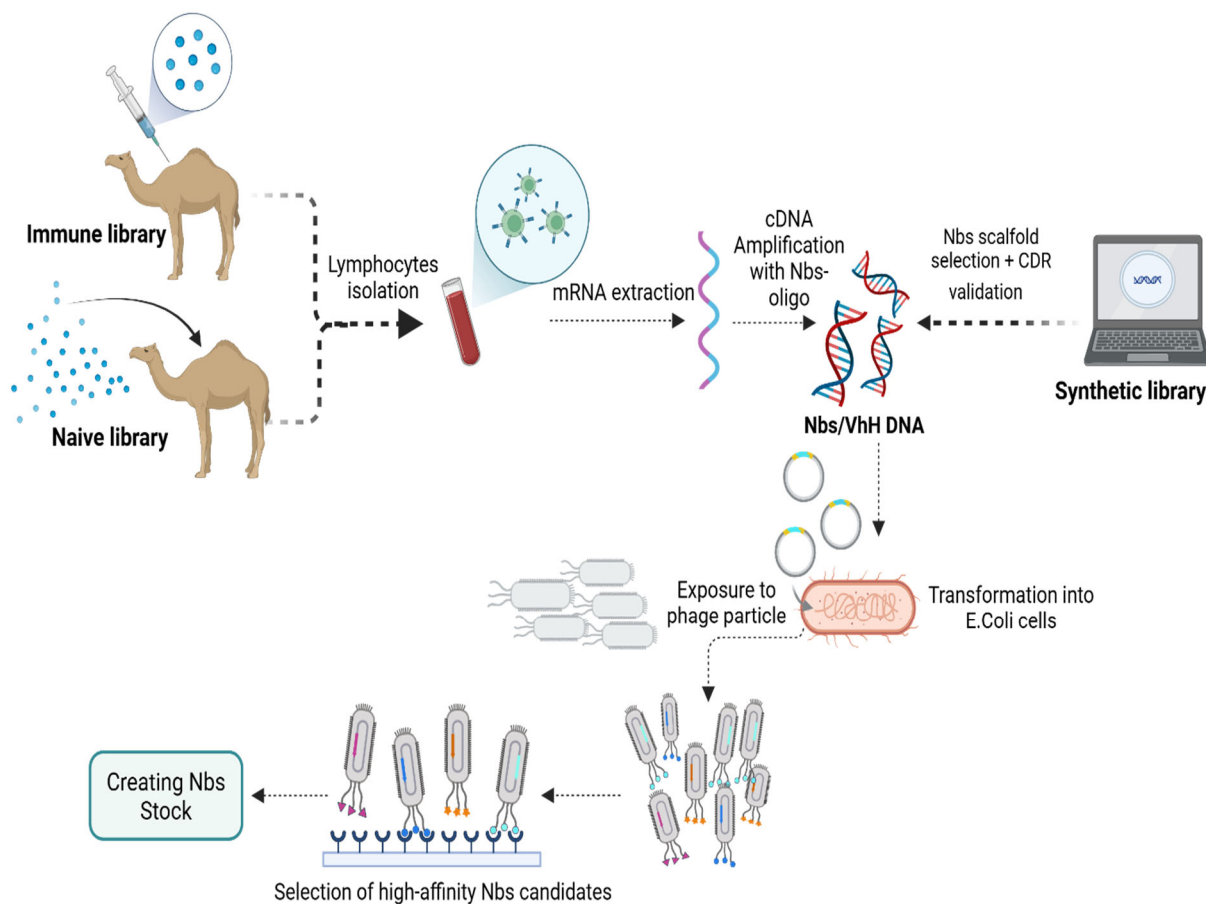 Immune library
Naive library
Lymphocytes
isolation
mRNA extraction
cDNA
Amplification
with Nbs-
oligo
Nbs scafold
selection + CDR
validation
Synthetic library
Nbs/VhH DNA
Exposure to
phage particle
Transformation into
E.Coli cells
Creating Nbs
Stock
Selection of high-affinity Nbs candidates